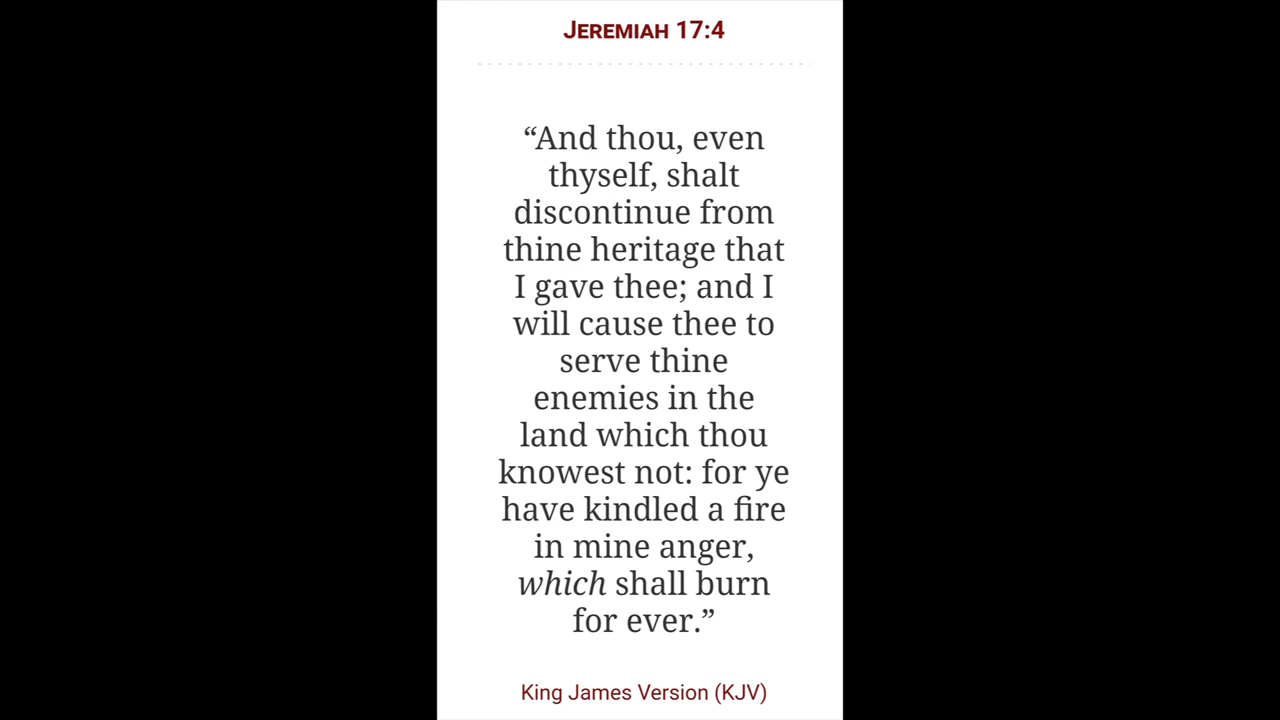 Jeremiah 17:4
“And thou, even
thyself, shalt
discontinue from
thine heritage that
I gave thee; and I
will cause thee to
serve thine
enemies in the
land which thou
knowest not: for ye
have kindled a fire
in mine anger,
which shall burn
for ever.”
King James Version (KJV)